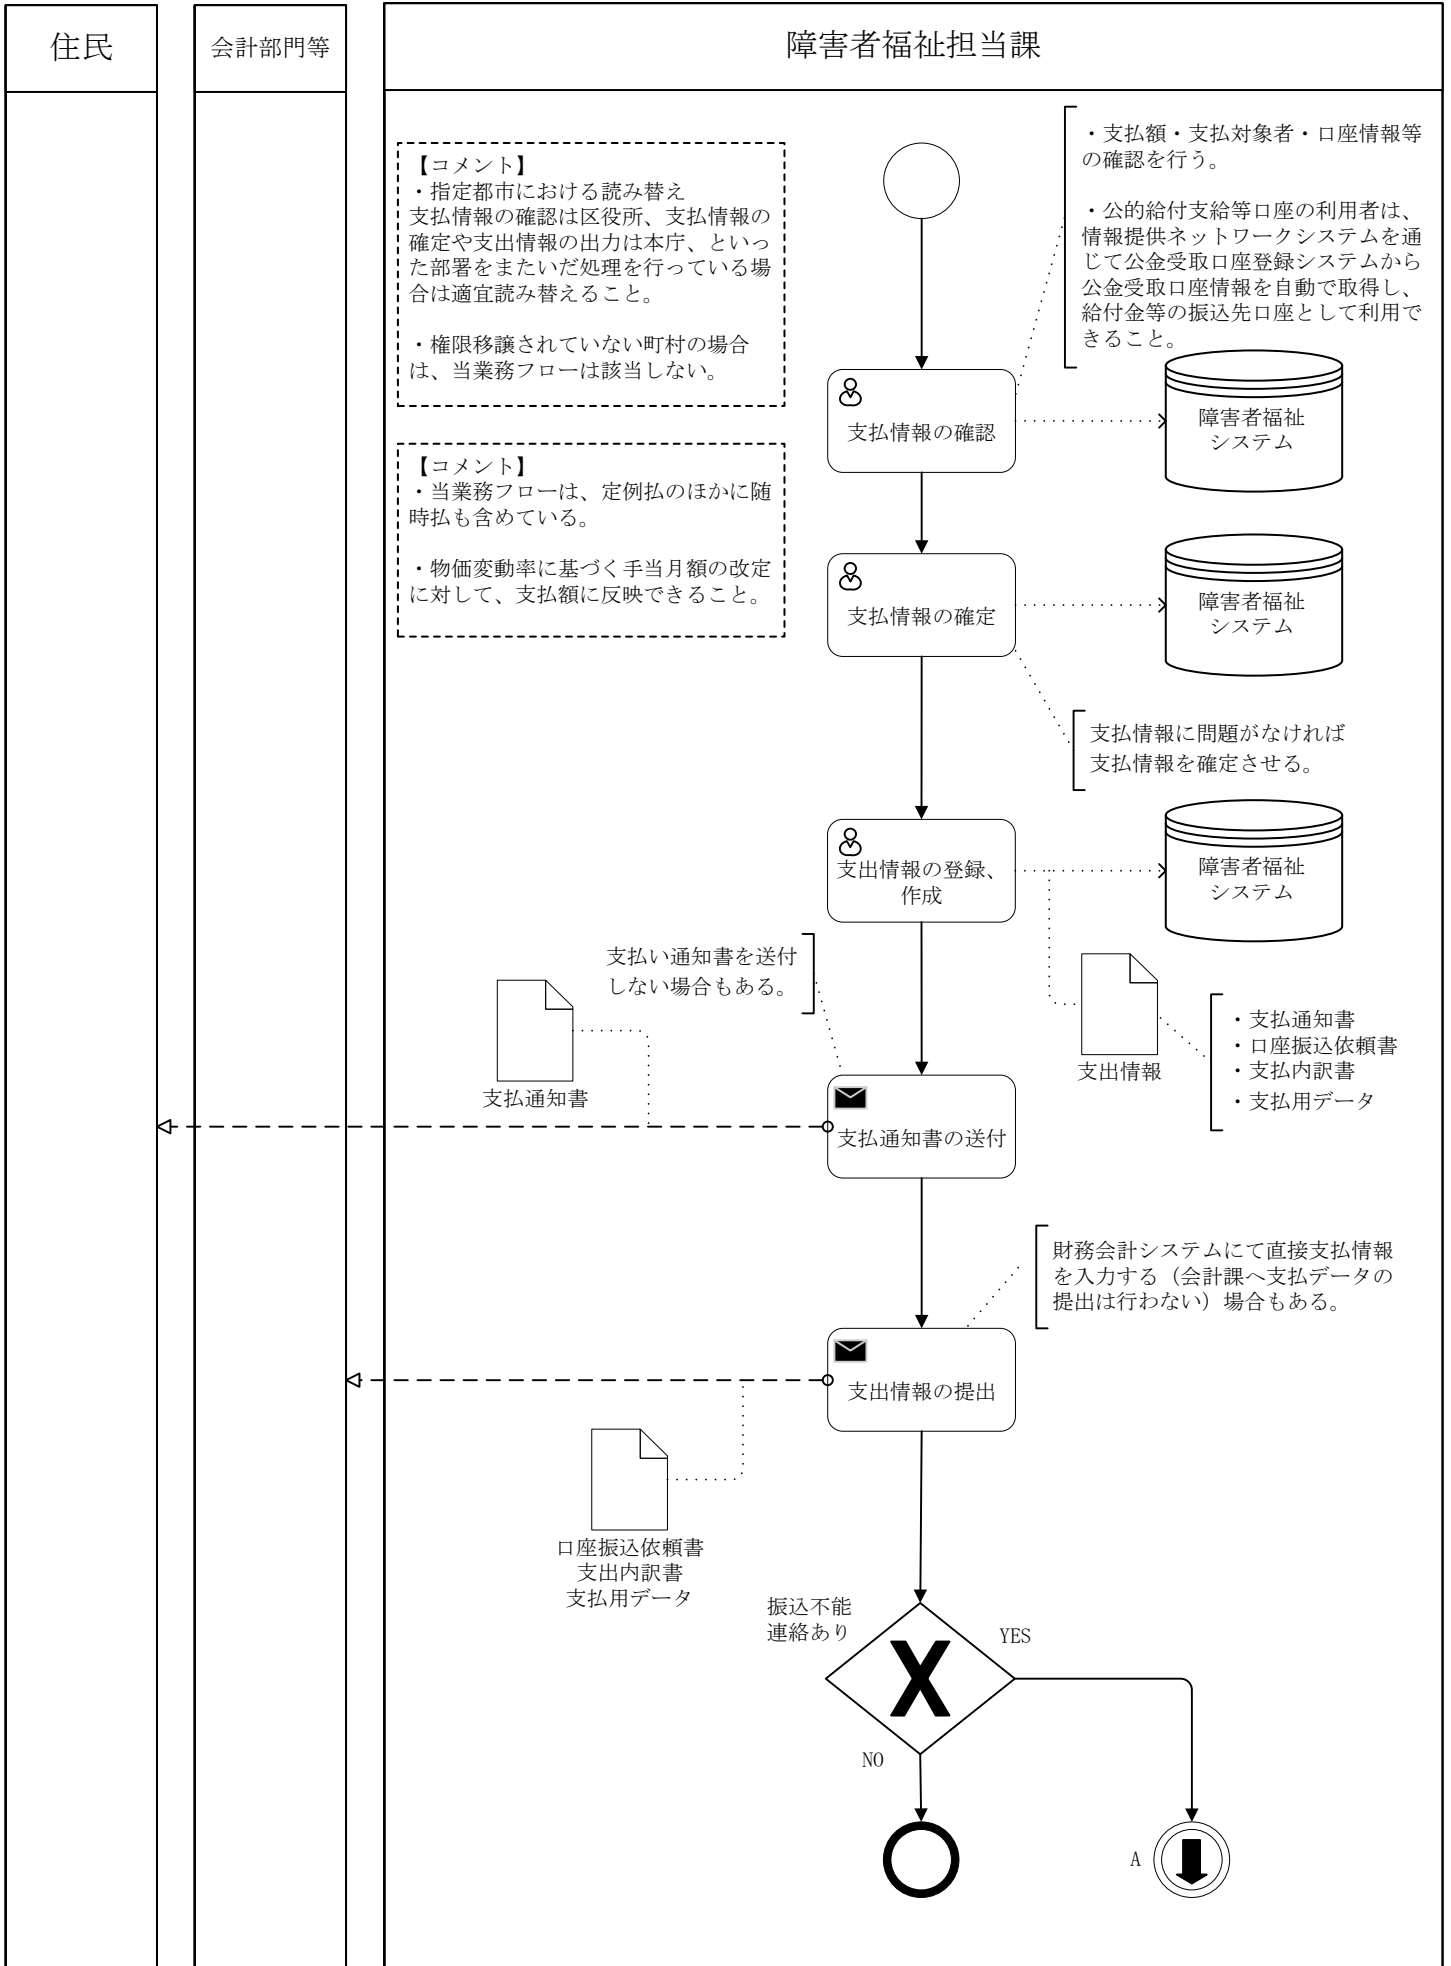 住民
会計部門等
障害者福祉担当課
【コメント】
・指定都市における読み替え
支払情報の確認は区役所、支払情報の
確定や支出情報の出力は本庁、といっ
た部署をまたいだ処理を行っている場
合は適宜読み替えること。
・権限移譲されていない町村の場合
は、当業務フローは該当しない。
・支払額・支払対象者・口座情報等
の確認を行う。
・公的給付支給等口座の利用者は、
情報提供ネットワークシステムを通
じて公金受取口座登録システムから
公金受取口座情報を自動で取得し、
給付金等の振込先口座として利用で
きること。
支払情報の確認
障害者福祉
システム
【コメント】
・当業務フローは、定例払のほかに随
時払も含めている。
・物価変動率に基づく手当月額の改定
に対して、支払額に反映できること。
支払情報の確定
障害者福祉
システム
支払情報に問題がなければ
支払情報を確定させる。
支出情報の登録、
作成
障害者福祉
システム
支払い通知書を送付
しない場合もある。
支払通知書
支出情報
・支払通知書
・口座振込依頼書
・支払内訳書
・支払用データ
支払通知書の送付
財務会計システムにて直接支払情報
を入力する（会計課へ支払データの
提出は行わない）場合もある。
支出情報の提出
口座振込依頼書
支出内訳書
支払用データ
振込不能
連絡あり
YES
NO
A